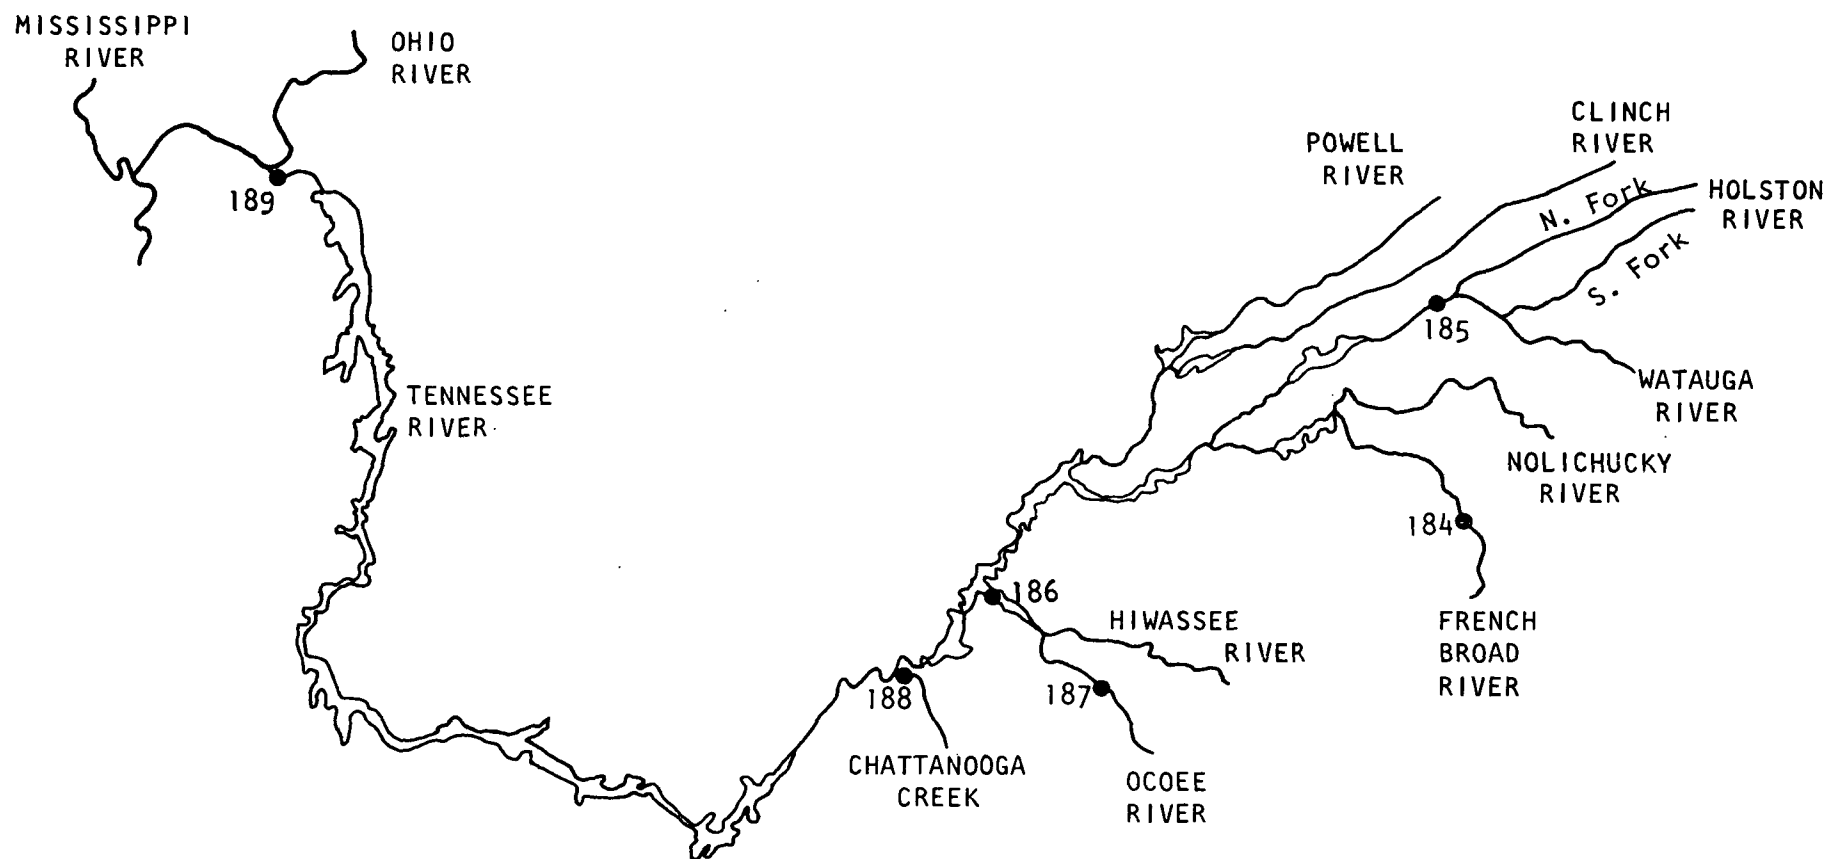 MISSISSIPPI
RIVER
OHIO
RIVER
189
TENNESSEE
RIVER
POWELL
RIVER
CLINCH
RIVER
N. Fork
HOLSTON
RIVER
S. Fork
185
WATAUGA
RIVER
NOLICHUCKY
RIVER
184
FRENCH
BROAD
RIVER
186
HIWASSEE
RIVER
187
188
CHATTANOOGA
CREEK
OCOEE
RIVER